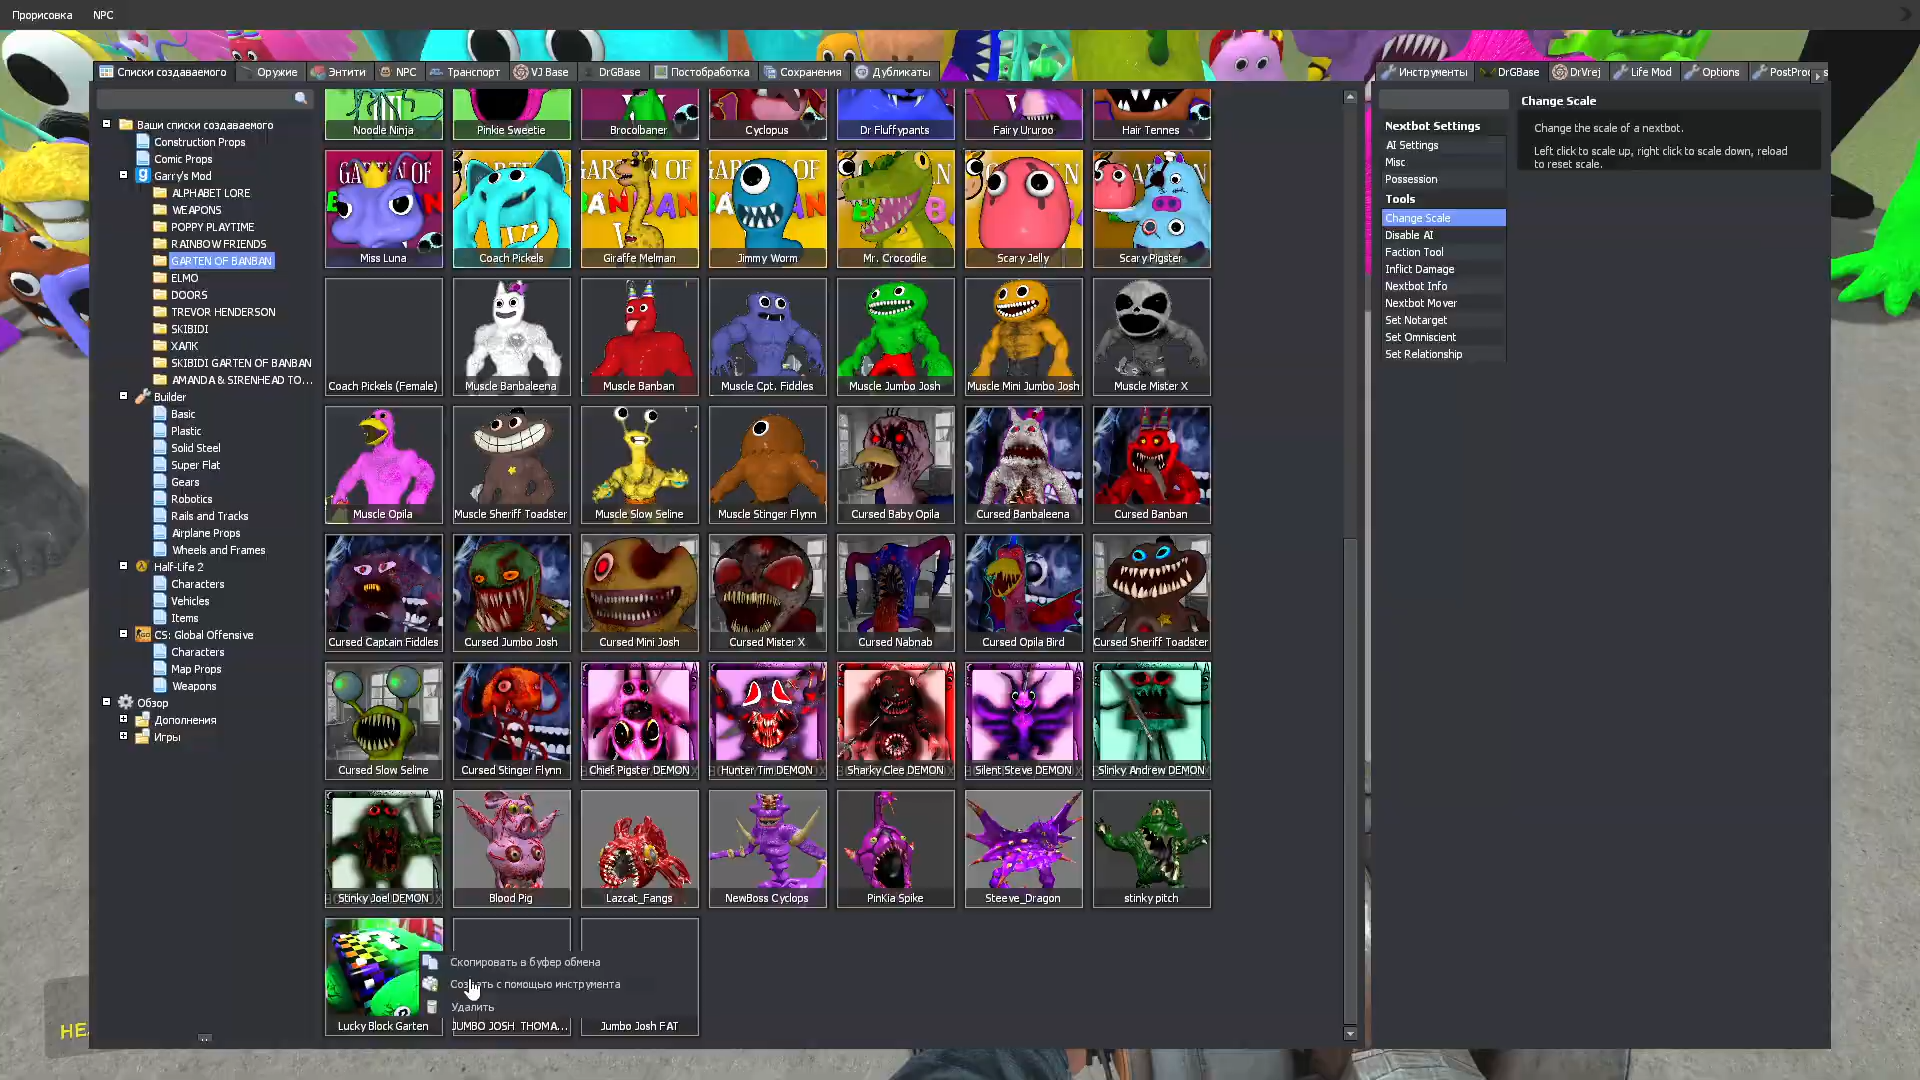 Прорисовка NPC
Списки создаваемого Оружие Энтити NPC Транспорт VJ Base DrGBase Постобработка Сохранения Дубликаты
Инструменты DrGBase DrVrej Life Mod Options
Ваши списки создаваемого
Construction Props
Comic Props
Garry's Mod
ALPHABET LORE
WEAPONS
POPPY PLAYTIME
RAINBOW FRIENDS
GARTEN OF BANBAN
ELMO
DOORS
TREVOR HENDERSON
SKIBIDI
ХАЛК
SKIBIDI GARTEN OF BANBAN
AMANDA & SIRENHEAD TO...
Builder
Basic
Plastic
Solid Steel
Super Flat
Gears
Robotics
Rails and Tracks
Airplane Props
Wheels and Frames
Half-Life 2
Characters
Vehicles
Items
CS: Global Offensive
Characters
Map Props
Weapons
Обзор
Дополнения
Игры
Noodle Ninja Pinkie Sweetie Brocolbaner Cyclopus Dr Fluffypants Fairy Ururoo Hair Tennes
Miss Luna Coach Pickels Giraffe Melman Jimmy Worm Mr. Crocodile Scary Jelly Scary Pigster
Coach Pickels (Female) Muscle Banbaleena Muscle Banban Muscle Cpt. Fiddles Muscle Jumbo Josh Muscle Mini Jumbo Josh Muscle Mister X
Muscle Opila Muscle Sheriff Toadster Muscle Slow Seline Muscle Stinger Flynn Cursed Baby Opila Cursed Banbaleena Cursed Banban
Cursed Captain Fiddles Cursed Jumbo Josh Cursed Mini Josh Cursed Mister X Cursed Nabnab Cursed Opila Bird Cursed Sheriff Toadster
Cursed Slow Seline Cursed Stinger Flynn Chief Pigster DEMON Hunter Tim DEMON Sharky Clee DEMON Silent Steve DEMON Slinky Andrew DEMON
Stinky Joel DEMON Blood Pig Lazcat_Fangs NewBoss Cyclops PinKia Spike Steeve_Dragon stinky pitch
Скопировать в буфер обмена
Создать с помощью инструмента
Удалить
Lucky Block Garten JUMBO JOSH THOMA... Jumbo Josh FAT
Nextbot Settings
AI Settings
Misc
Possession
Tools
Change Scale
Disable AI
Faction Tool
Inflict Damage
Nextbot Info
Nextbot Mover
Set Notarget
Set Omniscient
Set Relationship
Change Scale
Change the scale of a nextbot.
Left click to scale up, right click to scale down, reload
to reset scale.